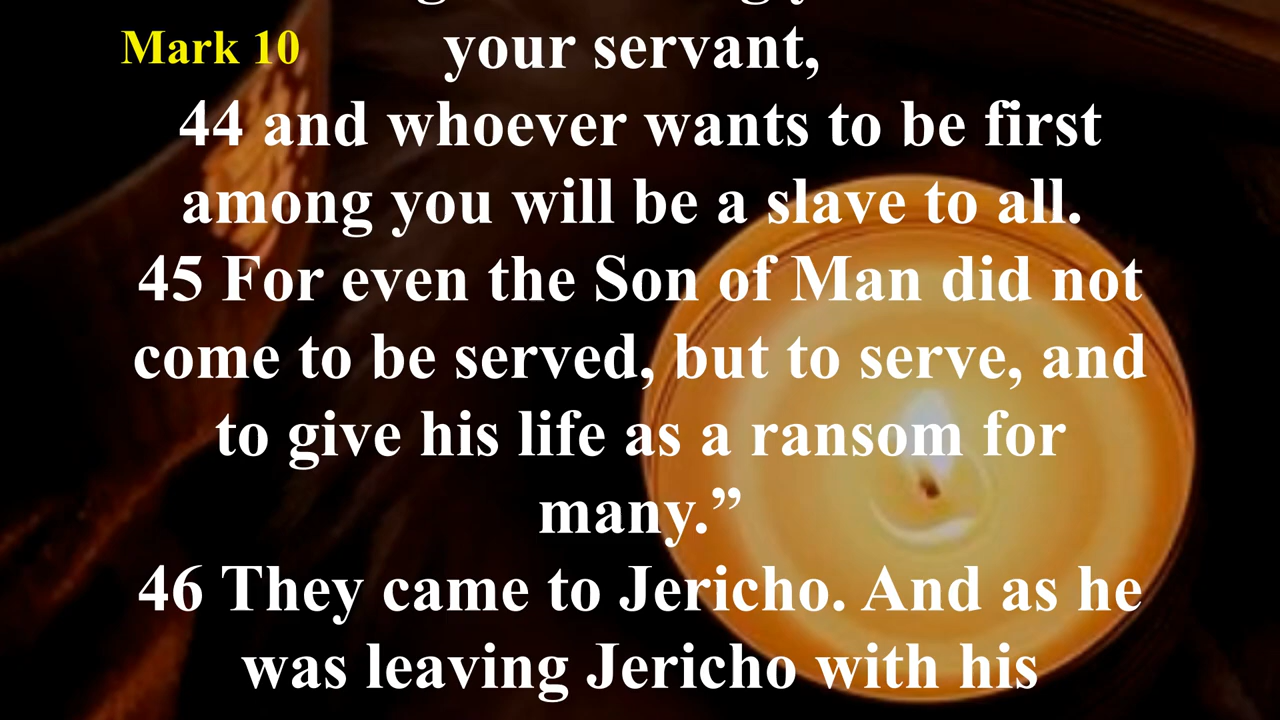 Mark 10
your servant,
44 and whoever wants to be first
among you will be a slave to all.
45 For even the Son of Man did not
come to be served, but to serve, and
to give his life as a ransom for
many.”
46 They came to Jericho. And as he
was leaving Jericho with his